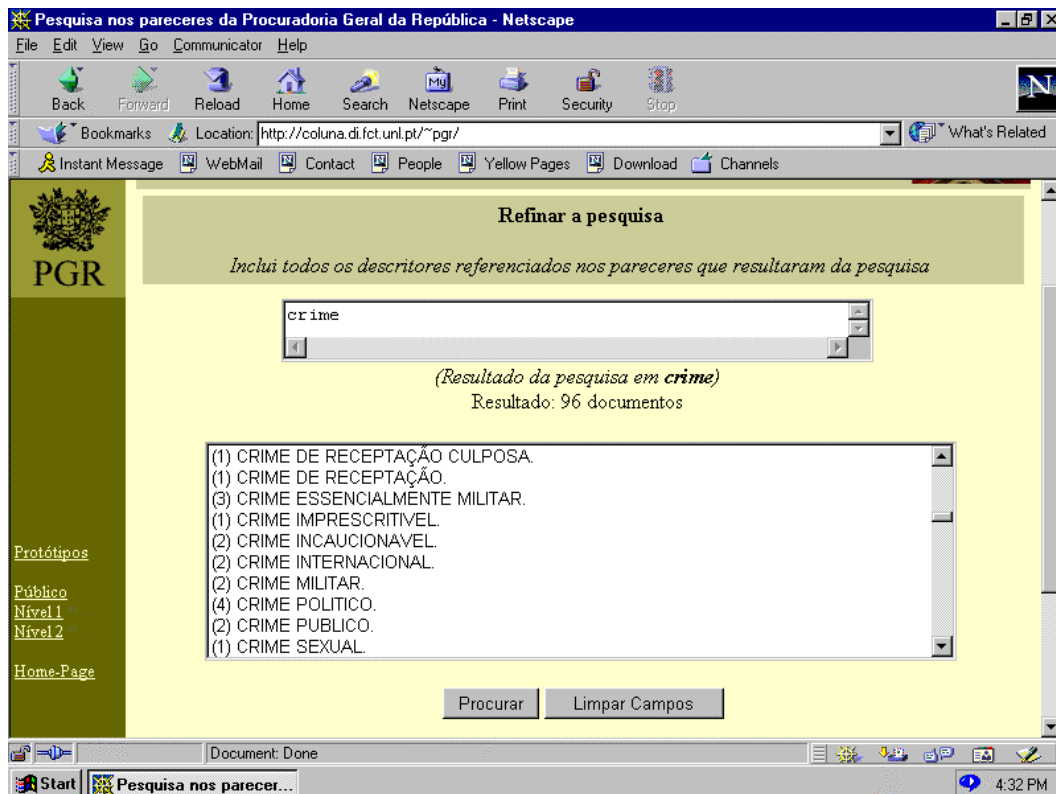 Pesquisa nos pareceres da Procuradoria Geral da República - Netscape
File Edit View Go Communicator Help
Back Forward Reload Home Search Netscape Print Security Stop
My
N
Bookmarks Location: http://coluna.di.fct.unl.pt/~pgr/ What's Related
Instant Message WebMail Contact People Yellow Pages Download Channels
PGR
Refinar a pesquisa
Inclui todos os descritores referenciados nos pareceres que resultaram da pesquisa
crime
(Resultado da pesquisa em crime)
Resultado: 96 documentos
(1) CRIME DE RECEPTAÇÃO CULPOSA.
(1) CRIME DE RECEPTAÇÃO.
(3) CRIME ESSENCIALMENTE MILITAR.
(1) CRIME IMPRESCRITIVEL.
(2) CRIME INCAUCIONAVEL.
(2) CRIME INTERNACIONAL.
(2) CRIME MILITAR.
(4) CRIME POLITICO.
(2) CRIME PUBLICO.
(1) CRIME SEXUAL.
Protótipos
Público
Nível1
Nível2
Home-Page
Procurar Limpar Campos
Document: Done
Start Pesquisa nos parecer... 4:32 PM